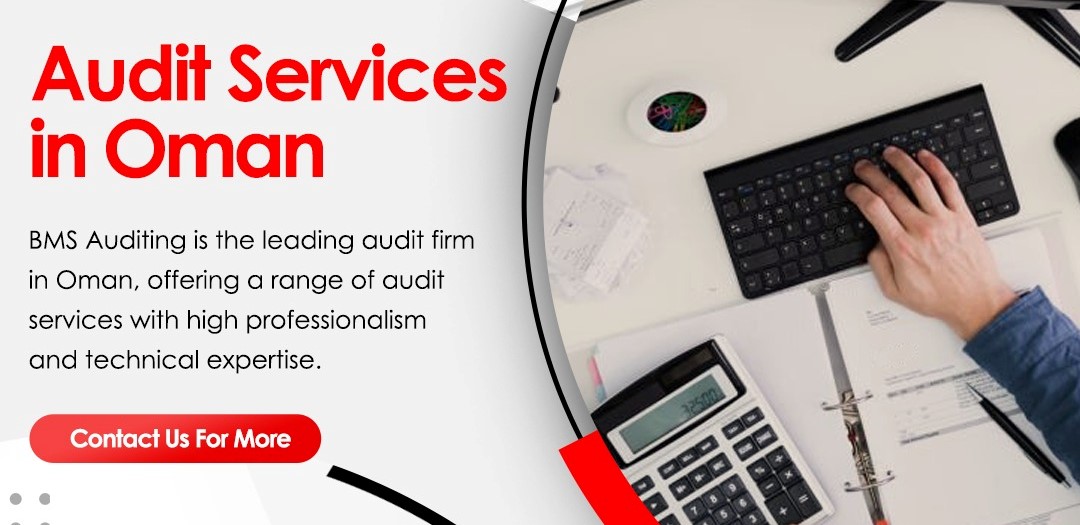 Audit Services
in Oman
BMS Auditing is the leading audit firm
in Oman, offering a range of audit
services with high professionalism
and technical expertise.
Contact Us For More